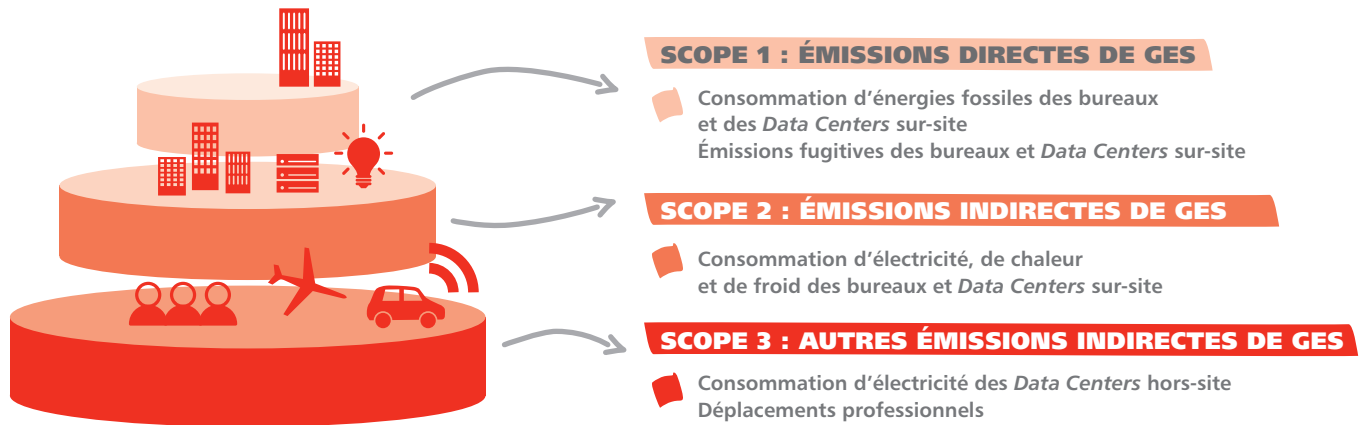 SCOPE 1 : ÉMISSIONS DIRECTES DE GES
Consommation d’énergies fossiles des bureaux
et des Data Centers sur-site
Émissions fugitives des bureaux et Data Centers sur-site
SCOPE 2 : ÉMISSIONS INDIRECTES DE GES
Consommation d’électricité, de chaleur
et de froid des bureaux et Data Centers sur-site
SCOPE 3 : AUTRES ÉMISSIONS INDIRECTES DE GES
Consommation d’électricité des Data Centers hors-site
Déplacements professionnels